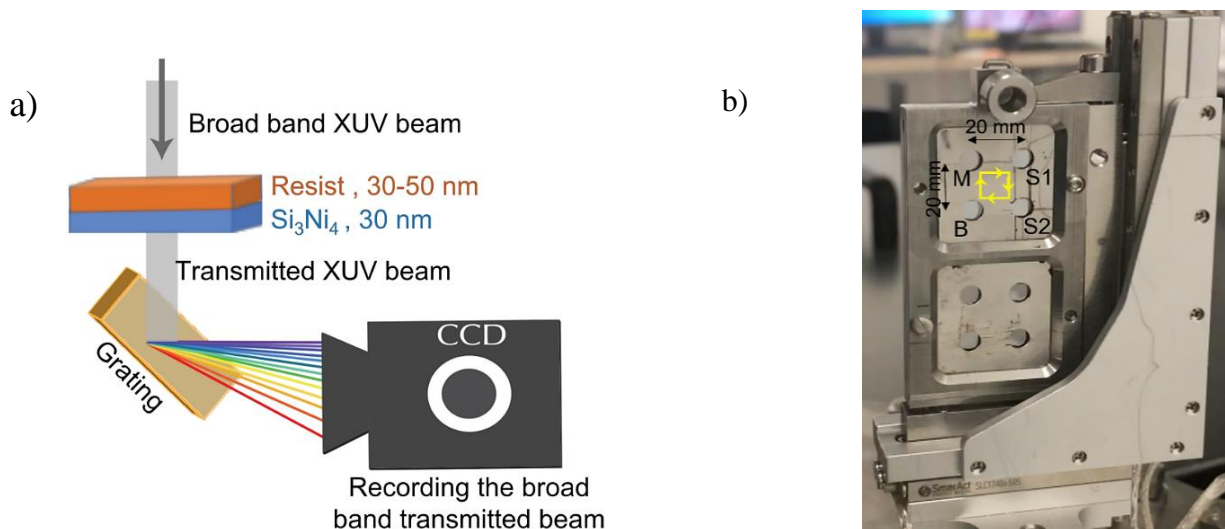 a)
Broad band XUV beam
Resist , 30-50 nm
Si₃Ni₄ , 30 nm
Transmitted XUV beam
Grating
CCD
Recording the broad
band transmitted beam
b)
20 mm
20 mm
M
S1
B
S2
SmarAct